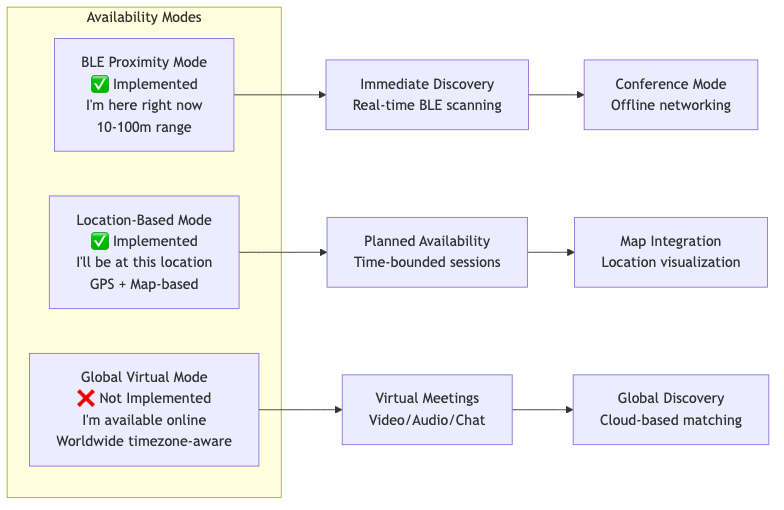 Availability Modes
BLE Proximity Mode
✅ Implemented
I'm here right now
10-100m range
Immediate Discovery
Real-time BLE scanning
Conference Mode
Offline networking
Location-Based Mode
✅ Implemented
I'll be at this location
GPS + Map-based
Planned Availability
Time-bounded sessions
Map Integration
Location visualization
Global Virtual Mode
❌ Not Implemented
I'm available online
Worldwide timezone-aware
Virtual Meetings
Video/Audio/Chat
Global Discovery
Cloud-based matching